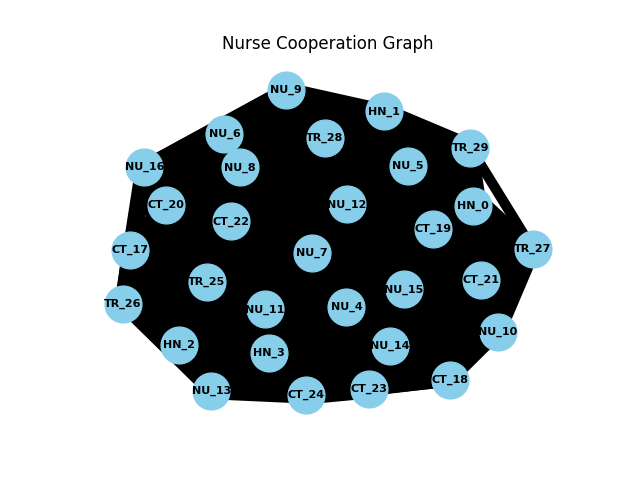 Nurse Cooperation Graph
NU_9
HN_1
NU_6
TR_28
TR_29
NU_16
NU_8
NU_5
CT_20
NU_12
HN_0
CT_22
CT_19
CT_17
NU_7
TR_27
TR_25
CT_21
NU_15
TR_26
NU_11
NU_4
NU_10
HN_2
HN_3
NU_14
CT_18
NU_13
CT_24
CT_23